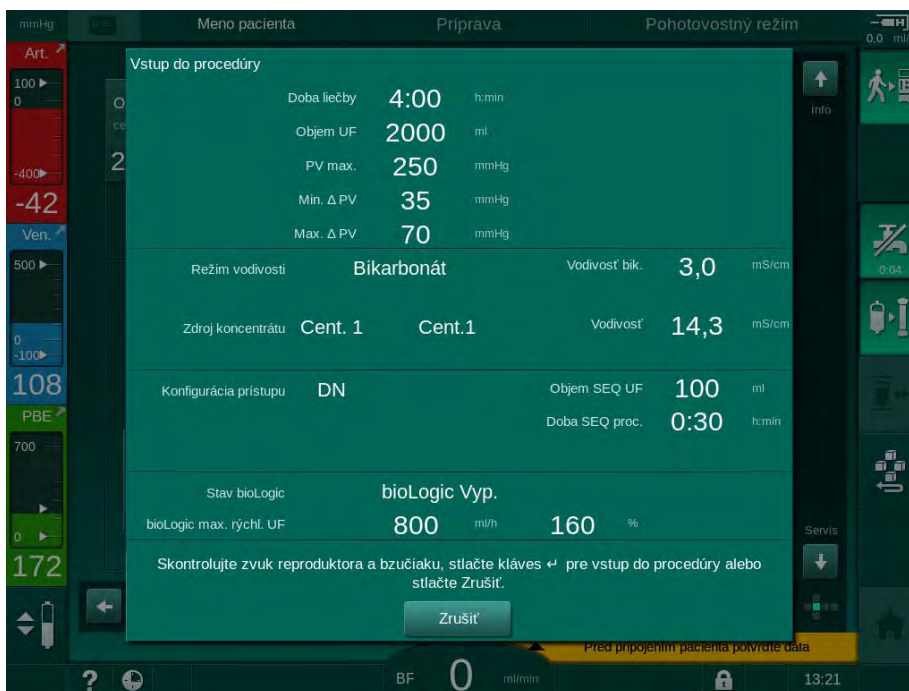 mmHg
Meno pacienta
Príprava
Pohotovostný režim
0,0 ml/
Art.
100
0
-400
-42
Ven.
500
0
-100
108
PBE
700
0
172
Vstup do procedúry
Doba liečby 4:00 h:min
Objem UF 2000 ml
PV max. 250 mmHg
Min. Δ PV 35 mmHg
Max. Δ PV 70 mmHg
Režim vodivosti Bikarbonát Vodivosť bik. 3,0 mS/cm
Zdroj koncentrátu Cent. 1 Cent.1 Vodivosť 14,3 mS/cm
Konfigurácia prístupu DN Objem SEQ UF 100 ml
Doba SEQ proc. 0:30 h:min
Stav bioLogic bioLogic Vyp.
bioLogic max. rýchl. UF 800 ml/h 160 %
Skontrolujte zvuk reproduktora a bzučiaku, stlačte kláves ↵ pre vstup do procedúry alebo
stlačte Zrušiť.
Zrušiť
Info
0:04
Servis
Pred pripojením pacienta potvrďte dáta
? BF 0 ml/min 13:21